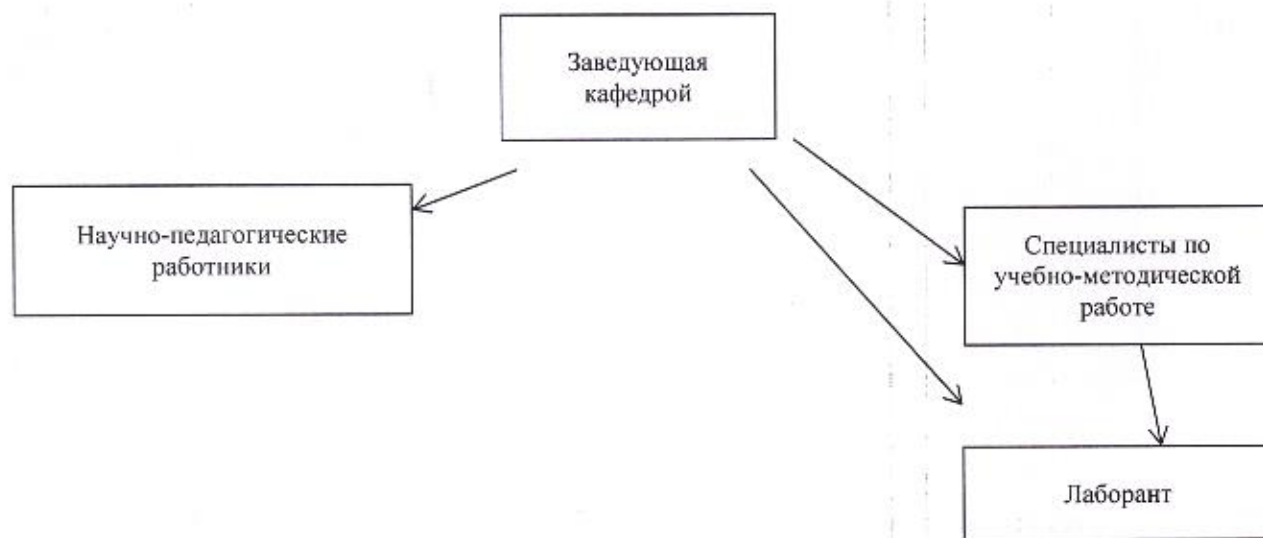 Заведующая
кафедрой
Научно-педагогические
работники
Специалисты по
учебно-методической
работе
Лаборант